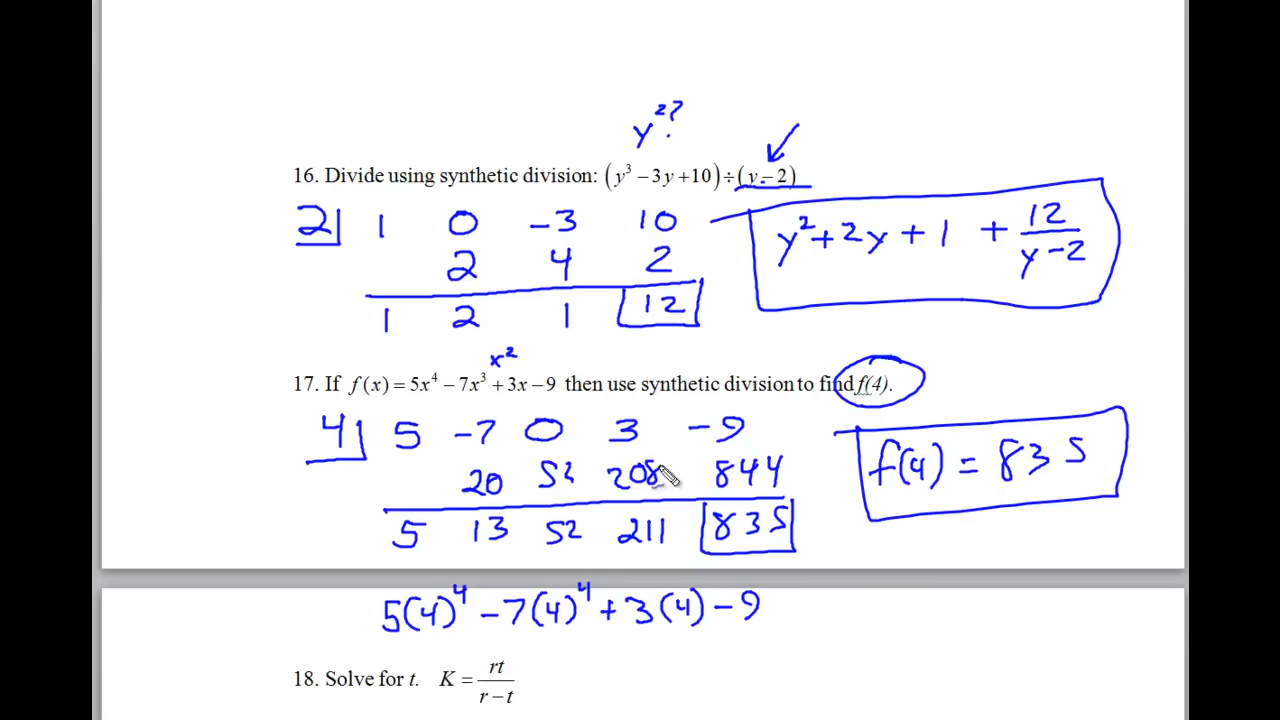 y²?
16. Divide using synthetic division: (y³ − 3y + 10) ÷ (y − 2)
2 1 0 −3 10
2 4 2
1 2 1 12
y² + 2y + 1 + 12/(y − 2)
x²
17. If f(x) = 5x⁴ − 7x³ + 3x − 9 then use synthetic division to find f(4).
4 5 −7 0 3 −9
20 52 208 844
5 13 52 211 835
f(4) = 835
5(4)⁴ − 7(4)⁴ + 3(4) − 9
18. Solve for t. K = rt/(r − t)